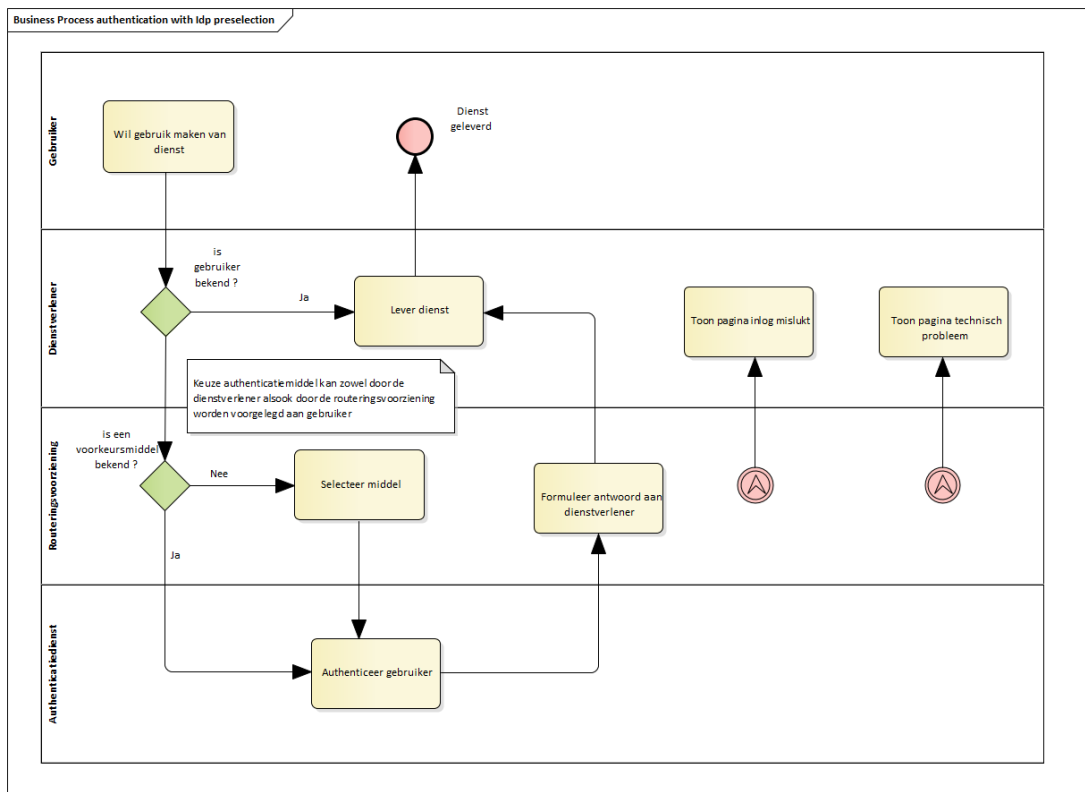 Business Process authentication with Idp preselection
Gebruiker
Wil gebruik maken van
dienst
Dienst
geleverd
Dienstverlener
is
gebruiker
bekend ?
Ja
Lever dienst
Toon pagina inlog mislukt
Toon pagina technisch
probleem
Keuze authenticatiemiddel kan zowel door de
dienstverlener alsook door de routeringsvoorziening
worden voorgelegd aan gebruiker
Routeringsvoorziening
is een
voorkeursmiddel
bekend ?
Nee
Selecteer middel
Formuleer antwoord aan
dienstverlener
Ja
Authenticatiedienst
Authenticeer gebruiker